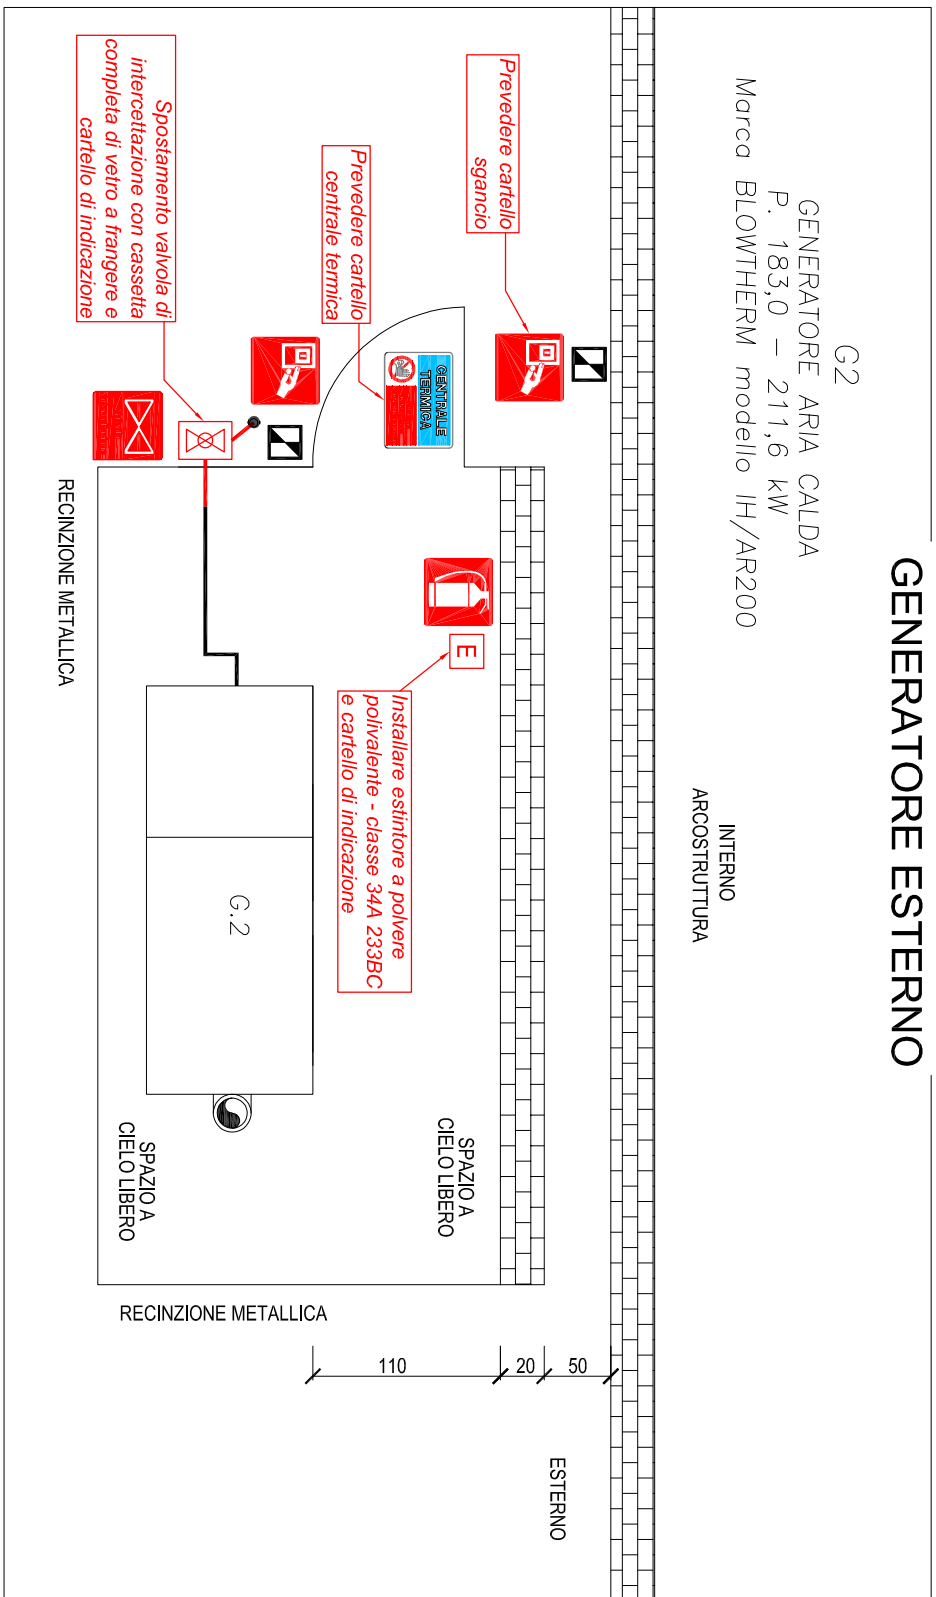 GENERATORE ESTERNO
G2
GENERATORE ARIA CALDA
P. 183,0 - 211,6 kW
Marca BLOWTHERM modello IH/AR200
INTERNO
ARCOSTRUTTURA
Prevedere cartello
sgancio
Prevedere cartello
centrale termica
CENTRALE
TERMICA
Spostamento valvola di
intercettazione con cassetta
completa di vetro a frangere e
cartello di indicazione
E
Installare estintore a polvere
polivalente - classe 34A 233BC
e cartello di indicazione
G.2
SPAZIO A
CIELO LIBERO
SPAZIO A
CIELO LIBERO
RECINZIONE METALLICA
RECINZIONE METALLICA
110
20
50
ESTERNO